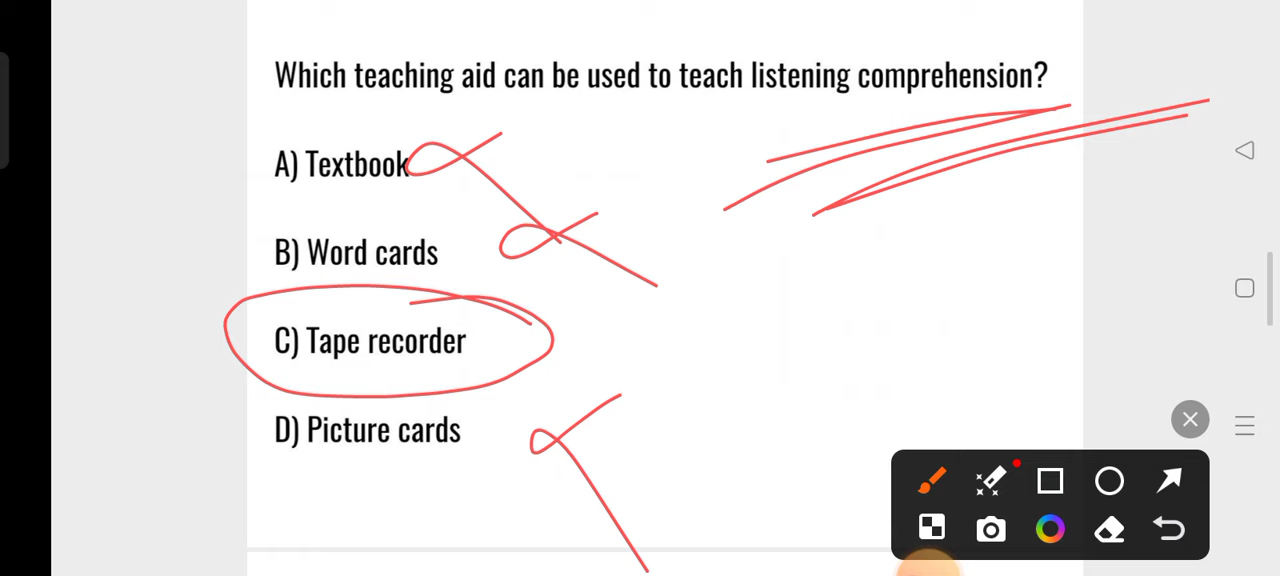 Which teaching aid can be used to teach listening comprehension?
A) Textbook
B) Word cards
C) Tape recorder
D) Picture cards